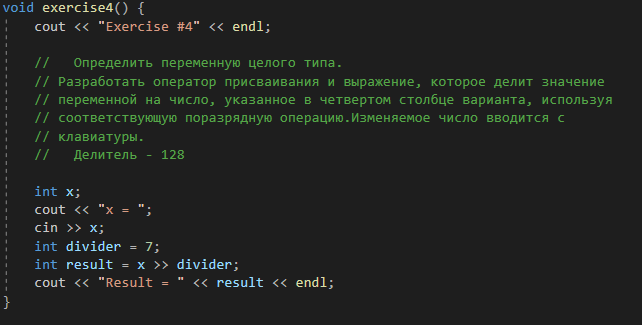 void exercise4() {
cout << "Exercise #4" << endl;
//   Определить переменную целого типа.
// Разработать оператор присваивания и выражение, которое делит значение
// переменной на число, указанное в четвертом столбце варианта, используя
// соответствующую поразрядную операцию.Изменяемое число вводится с
// клавиатуры.
//   Делитель - 128
int x;
cout << "x = ";
cin >> x;
int divider = 7;
int result = x >> divider;
cout << "Result = " << result << endl;
}